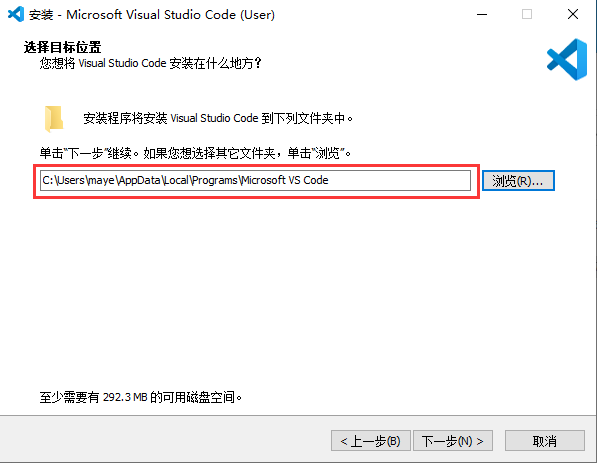 安装 - Microsoft Visual Studio Code (User)
选择目标位置
您想将 Visual Studio Code 安装在什么地方？
安装程序将安装 Visual Studio Code 到下列文件夹中。
单击“下一步”继续。如果您想选择其它文件夹，单击“浏览”。
C:\Users\maye\AppData\Local\Programs\Microsoft VS Code
浏览(R)...
至少需要有 292.3 MB 的可用磁盘空间。
< 上一步(B) 下一步(N) > 取消